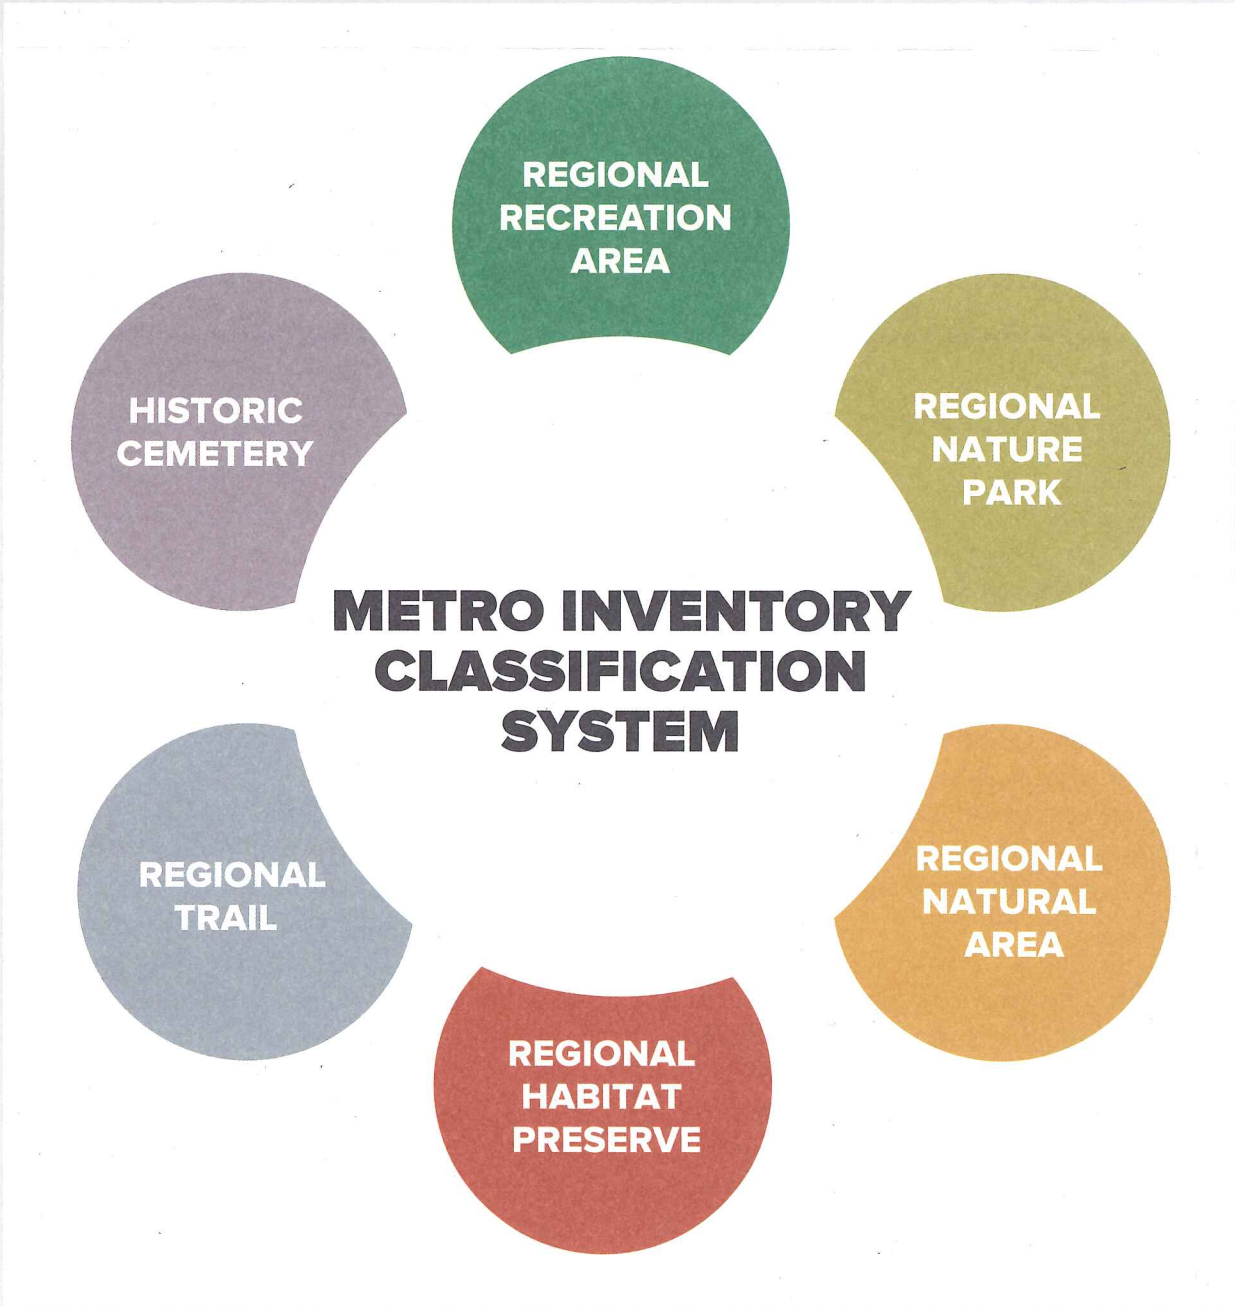 REGIONAL
RECREATION
AREA
HISTORIC
CEMETERY
REGIONAL
NATURE
PARK
METRO INVENTORY
CLASSIFICATION
SYSTEM
REGIONAL
TRAIL
REGIONAL
NATURAL
AREA
REGIONAL
HABITAT
PRESERVE